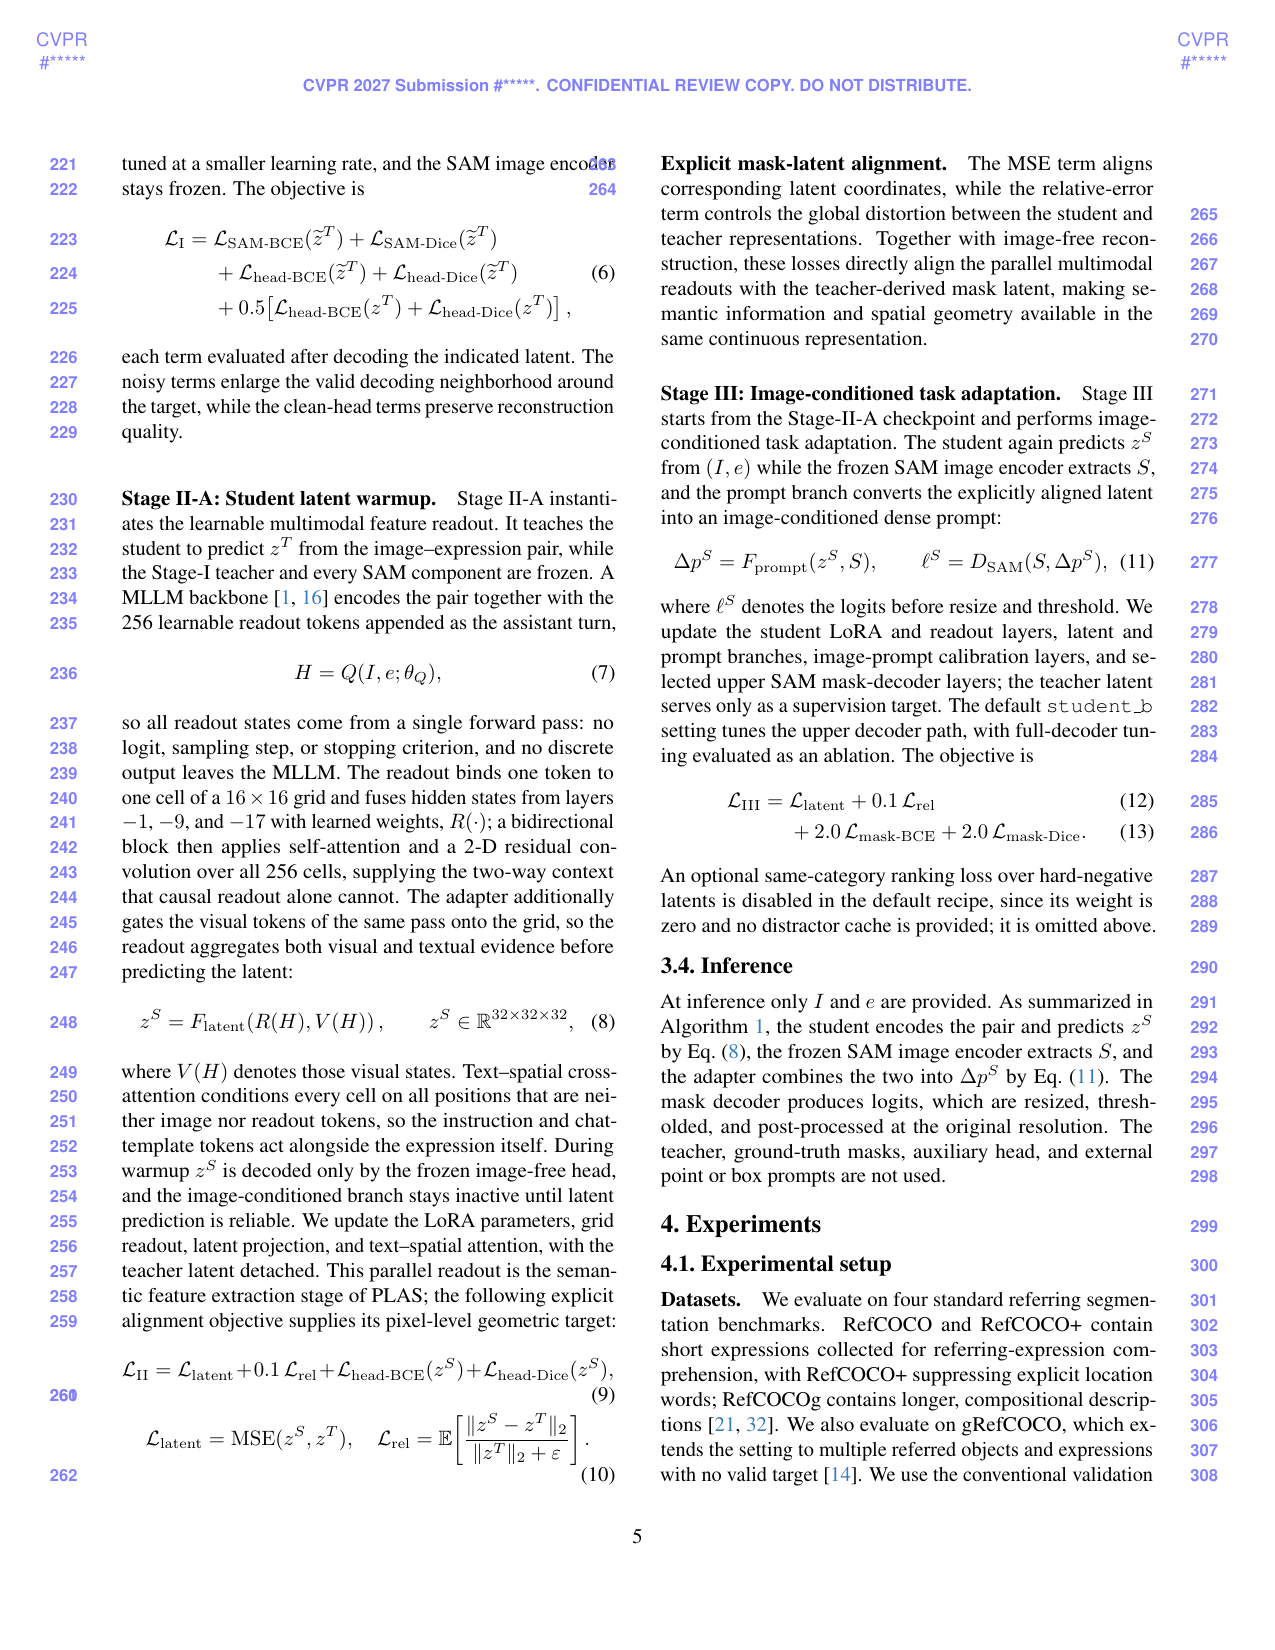 CVPR
#*****
CVPR
#*****
CVPR 2027 Submission #*****. CONFIDENTIAL REVIEW COPY. DO NOT DISTRIBUTE.
221 tuned at a smaller learning rate, and the SAM image encoder 263
222 stays frozen. The objective is 264
223 ℒ_I = ℒ_SAM-BCE(z̃^T) + ℒ_SAM-Dice(z̃^T)
224 + ℒ_head-BCE(z̃^T) + ℒ_head-Dice(z̃^T) (6)
225 + 0.5[ℒ_head-BCE(z^T) + ℒ_head-Dice(z^T)] ,
226 each term evaluated after decoding the indicated latent. The
227 noisy terms enlarge the valid decoding neighborhood around
228 the target, while the clean-head terms preserve reconstruction
229 quality.
230 Stage II-A: Student latent warmup. Stage II-A instanti-
231 ates the learnable multimodal feature readout. It teaches the
232 student to predict z^T from the image–expression pair, while
233 the Stage-I teacher and every SAM component are frozen. A
234 MLLM backbone [1, 16] encodes the pair together with the
235 256 learnable readout tokens appended as the assistant turn,
236 H = Q(I, e; θ_Q), (7)
237 so all readout states come from a single forward pass: no
238 logit, sampling step, or stopping criterion, and no discrete
239 output leaves the MLLM. The readout binds one token to
240 one cell of a 16 × 16 grid and fuses hidden states from layers
241 −1, −9, and −17 with learned weights, R(·); a bidirectional
242 block then applies self-attention and a 2-D residual con-
243 volution over all 256 cells, supplying the two-way context
244 that causal readout alone cannot. The adapter additionally
245 gates the visual tokens of the same pass onto the grid, so the
246 readout aggregates both visual and textual evidence before
247 predicting the latent:
248 z^S = F_latent(R(H), V(H)) , z^S ∈ ℝ^{32×32×32}, (8)
249 where V(H) denotes those visual states. Text–spatial cross-
250 attention conditions every cell on all positions that are nei-
251 ther image nor readout tokens, so the instruction and chat-
252 template tokens act alongside the expression itself. During
253 warmup z^S is decoded only by the frozen image-free head,
254 and the image-conditioned branch stays inactive until latent
255 prediction is reliable. We update the LoRA parameters, grid
256 readout, latent projection, and text–spatial attention, with the
257 teacher latent detached. This parallel readout is the seman-
258 tic feature extraction stage of PLAS; the following explicit
259 alignment objective supplies its pixel-level geometric target:
ℒ_II = ℒ_latent + 0.1 ℒ_rel + ℒ_head-BCE(z^S) + ℒ_head-Dice(z^S),
(9)
ℒ_latent = MSE(z^S, z^T), ℒ_rel = 𝔼[ ‖z^S − z^T‖_2 / (‖z^T‖_2 + ε) ] .
262 (10)
Explicit mask-latent alignment. The MSE term aligns
corresponding latent coordinates, while the relative-error
term controls the global distortion between the student and 265
teacher representations. Together with image-free recon- 266
struction, these losses directly align the parallel multimodal 267
readouts with the teacher-derived mask latent, making se- 268
mantic information and spatial geometry available in the 269
same continuous representation. 270
Stage III: Image-conditioned task adaptation. Stage III 271
starts from the Stage-II-A checkpoint and performs image- 272
conditioned task adaptation. The student again predicts z^S 273
from (I, e) while the frozen SAM image encoder extracts S, 274
and the prompt branch converts the explicitly aligned latent 275
into an image-conditioned dense prompt: 276
Δp^S = F_prompt(z^S, S), ℓ^S = D_SAM(S, Δp^S), (11) 277
where ℓ^S denotes the logits before resize and threshold. We 278
update the student LoRA and readout layers, latent and 279
prompt branches, image-prompt calibration layers, and se- 280
lected upper SAM mask-decoder layers; the teacher latent 281
serves only as a supervision target. The default student_b 282
setting tunes the upper decoder path, with full-decoder tun- 283
ing evaluated as an ablation. The objective is 284
ℒ_III = ℒ_latent + 0.1 ℒ_rel (12) 285
+ 2.0 ℒ_mask-BCE + 2.0 ℒ_mask-Dice. (13) 286
An optional same-category ranking loss over hard-negative 287
latents is disabled in the default recipe, since its weight is 288
zero and no distractor cache is provided; it is omitted above. 289
3.4. Inference 290
At inference only I and e are provided. As summarized in 291
Algorithm 1, the student encodes the pair and predicts z^S 292
by Eq. (8), the frozen SAM image encoder extracts S, and 293
the adapter combines the two into Δp^S by Eq. (11). The 294
mask decoder produces logits, which are resized, thresh- 295
olded, and post-processed at the original resolution. The 296
teacher, ground-truth masks, auxiliary head, and external 297
point or box prompts are not used. 298
4. Experiments 299
4.1. Experimental setup 300
Datasets. We evaluate on four standard referring segmen- 301
tation benchmarks. RefCOCO and RefCOCO+ contain 302
short expressions collected for referring-expression com- 303
prehension, with RefCOCO+ suppressing explicit location 304
words; RefCOCOg contains longer, compositional descrip- 305
tions [21, 32]. We also evaluate on gRefCOCO, which ex- 306
tends the setting to multiple referred objects and expressions 307
with no valid target [14]. We use the conventional validation 308
5